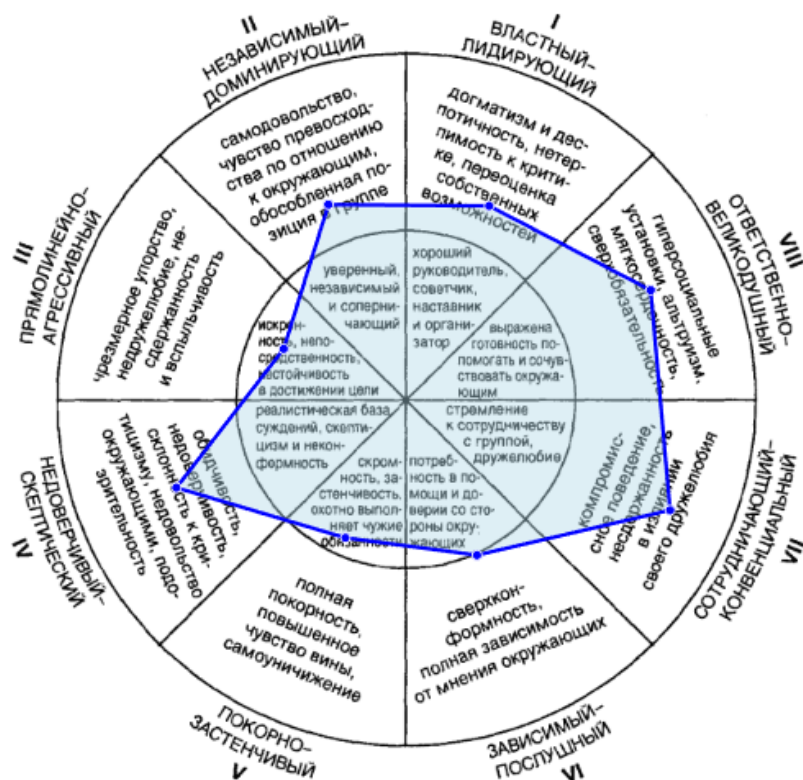 I
ВЛАСТНЫЙ–
ЛИДИРУЮЩИЙ
догматизм и дес-
потичность, нетер-
пимость к крити-
ке, переоценка
собственных
возможностей
хороший
руководитель,
советчик,
наставник
и органи-
затор
II
НЕЗАВИСИМЫЙ–
ДОМИНИРУЮЩИЙ
самодовольство,
чувство превосход-
ства по отношению
к окружающим,
обособленная по-
зиция в группе
уверенный,
независимый
и соперни-
чающий
III
ПРЯМОЛИНЕЙНО–
АГРЕССИВНЫЙ
чрезмерное упорство,
недружелюбие, не-
сдержанность
и вспыльчивость
искрен-
ность, непо-
средственность,
настойчивость
в достижении цели
IV
НЕДОВЕРЧИВЫЙ–
СКЕПТИЧЕСКИЙ
обидчивость,
недоверчивость,
склонность к кри-
тицизму, недовольство
окружающими, подо-
зрительность
реалистическая база
суждений, скепти-
цизм и некон-
формность
V
ПОКОРНО–
ЗАСТЕНЧИВЫЙ
полная
покорность,
повышенное
чувство вины,
самоуничижение
скром-
ность, за-
стенчивость,
охотно выпол-
няет чужие
обязанности
VI
ЗАВИСИМЫЙ–
ПОСЛУШНЫЙ
сверхкон-
формность,
полная зависимость
от мнения окружающих
потреб-
ность в по-
мощи и до-
верии со сто-
роны окру-
жающих
VII
СОТРУДНИЧАЮЩИЙ–
КОНВЕНЦИАЛЬНЫЙ
компромис-
сное поведение,
несдержанность
в излиянии
своего дружелюбия
стремление
к сотрудничеству
с группой,
дружелюбие
VIII
ОТВЕТСТВЕННО–
ВЕЛИКОДУШНЫЙ
гиперсоциальные
установки, альтруизм,
мягкосердечность,
сверхобязательность
выражена
готовность по-
помогать и сочув-
ствовать окружа-
ющим